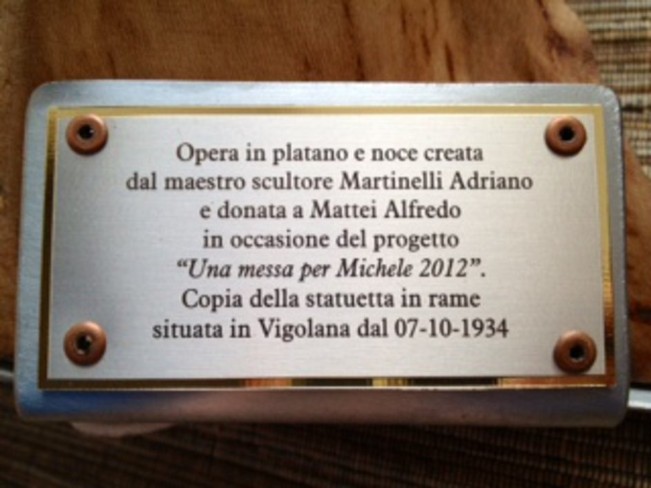 Opera in platano e noce creata
dal maestro scultore Martinelli Adriano
e donata a Mattei Alfredo
in occasione del progetto
“Una messa per Michele 2012”.
Copia della statuetta in rame
situata in Vigolana dal 07-10-1934